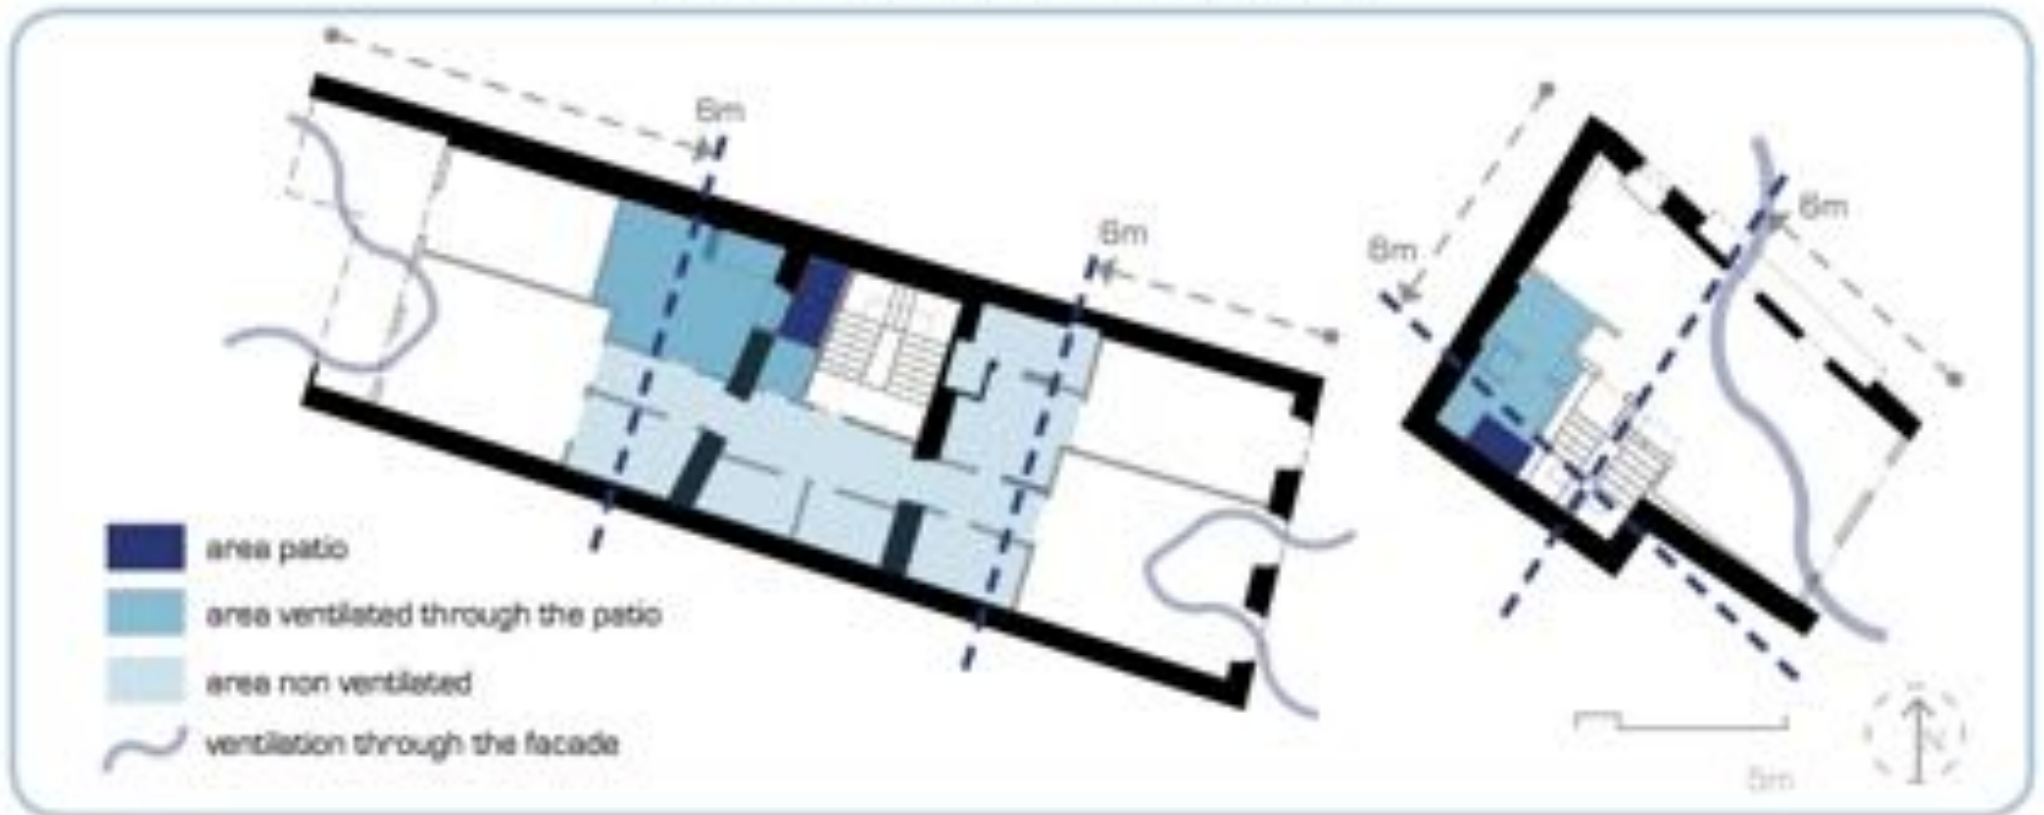 6m
6m
6m
6m
area patio
area ventilated through the patio
area non ventilated
ventilation through the facade
5m
N